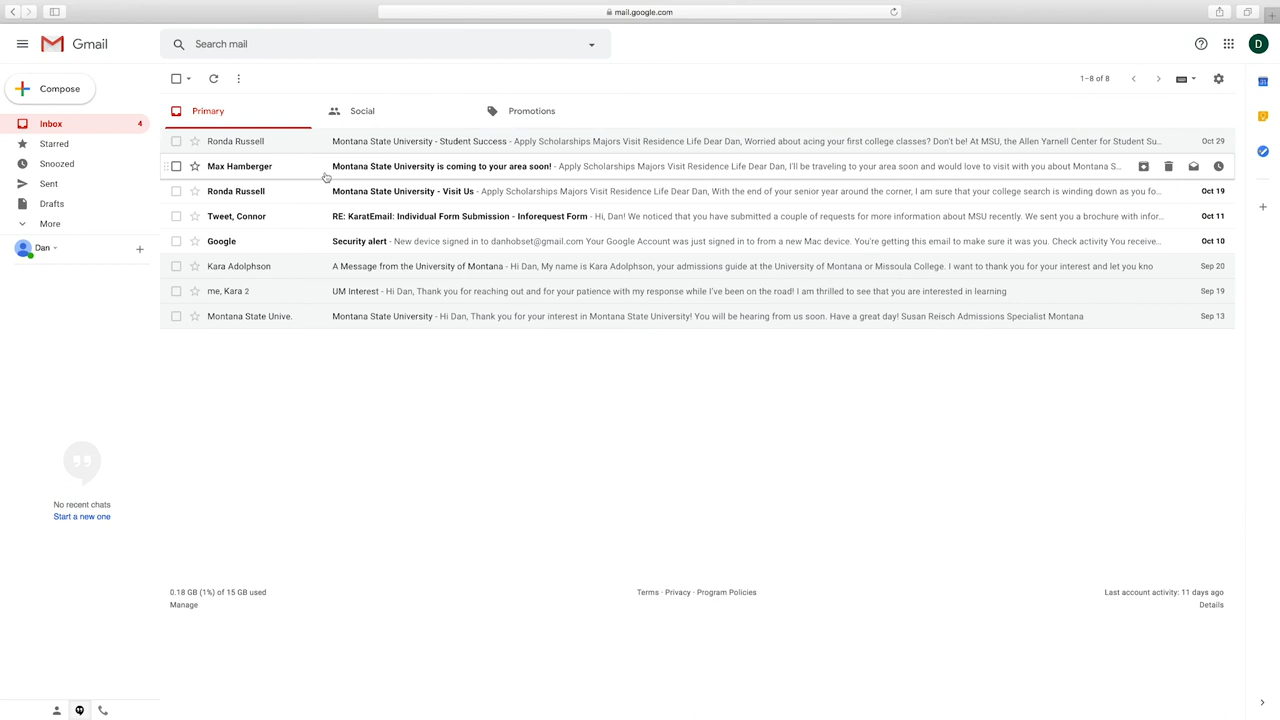 mail.google.com
Gmail
Search mail
D
Compose
1–8 of 8
Inbox 4
Starred
Snoozed
Sent
Drafts
More
Dan
Primary
Social
Promotions
Ronda Russell Montana State University - Student Success - Apply Scholarships Majors Visit Residence Life Dear Dan, Worried about acing your first college classes? Don't be! At MSU, the Allen Yarnell Center for Student Su... Oct 29
Max Hamberger Montana State University is coming to your area soon! - Apply Scholarships Majors Visit Residence Life Dear Dan, I'll be traveling to your area soon and would love to visit with you about Montana S...
Ronda Russell Montana State University - Visit Us - Apply Scholarships Majors Visit Residence Life Dear Dan, With the end of your senior year around the corner, I am sure that your college search is winding down as you fo... Oct 19
Tweet, Connor RE: KaratEmail: Individual Form Submission - Inforequest Form - Hi, Dan! We noticed that you have submitted a couple of requests for more information about MSU recently. We sent you a brochure with infor... Oct 11
Google Security alert - New device signed in to danhobset@gmail.com Your Google Account was just signed in to from a new Mac device. You're getting this email to make sure it was you. Check activity You receive... Oct 10
Kara Adolphson A Message from the University of Montana - Hi Dan, My name is Kara Adolphson, your admissions guide at the University of Montana or Missoula College. I want to thank you for your interest and let you kno Sep 20
me, Kara 2 UM Interest - Hi Dan, Thank you for reaching out and for your patience with my response while I've been on the road! I am thrilled to see that you are interested in learning Sep 19
Montana State Unive. Montana State University - Hi Dan, Thank you for your interest in Montana State University! You will be hearing from us soon. Have a great day! Susan Reisch Admissions Specialist Montana Sep 13
No recent chats
Start a new one
0.18 GB (1%) of 15 GB used
Manage
Terms · Privacy · Program Policies
Last account activity: 11 days ago
Details